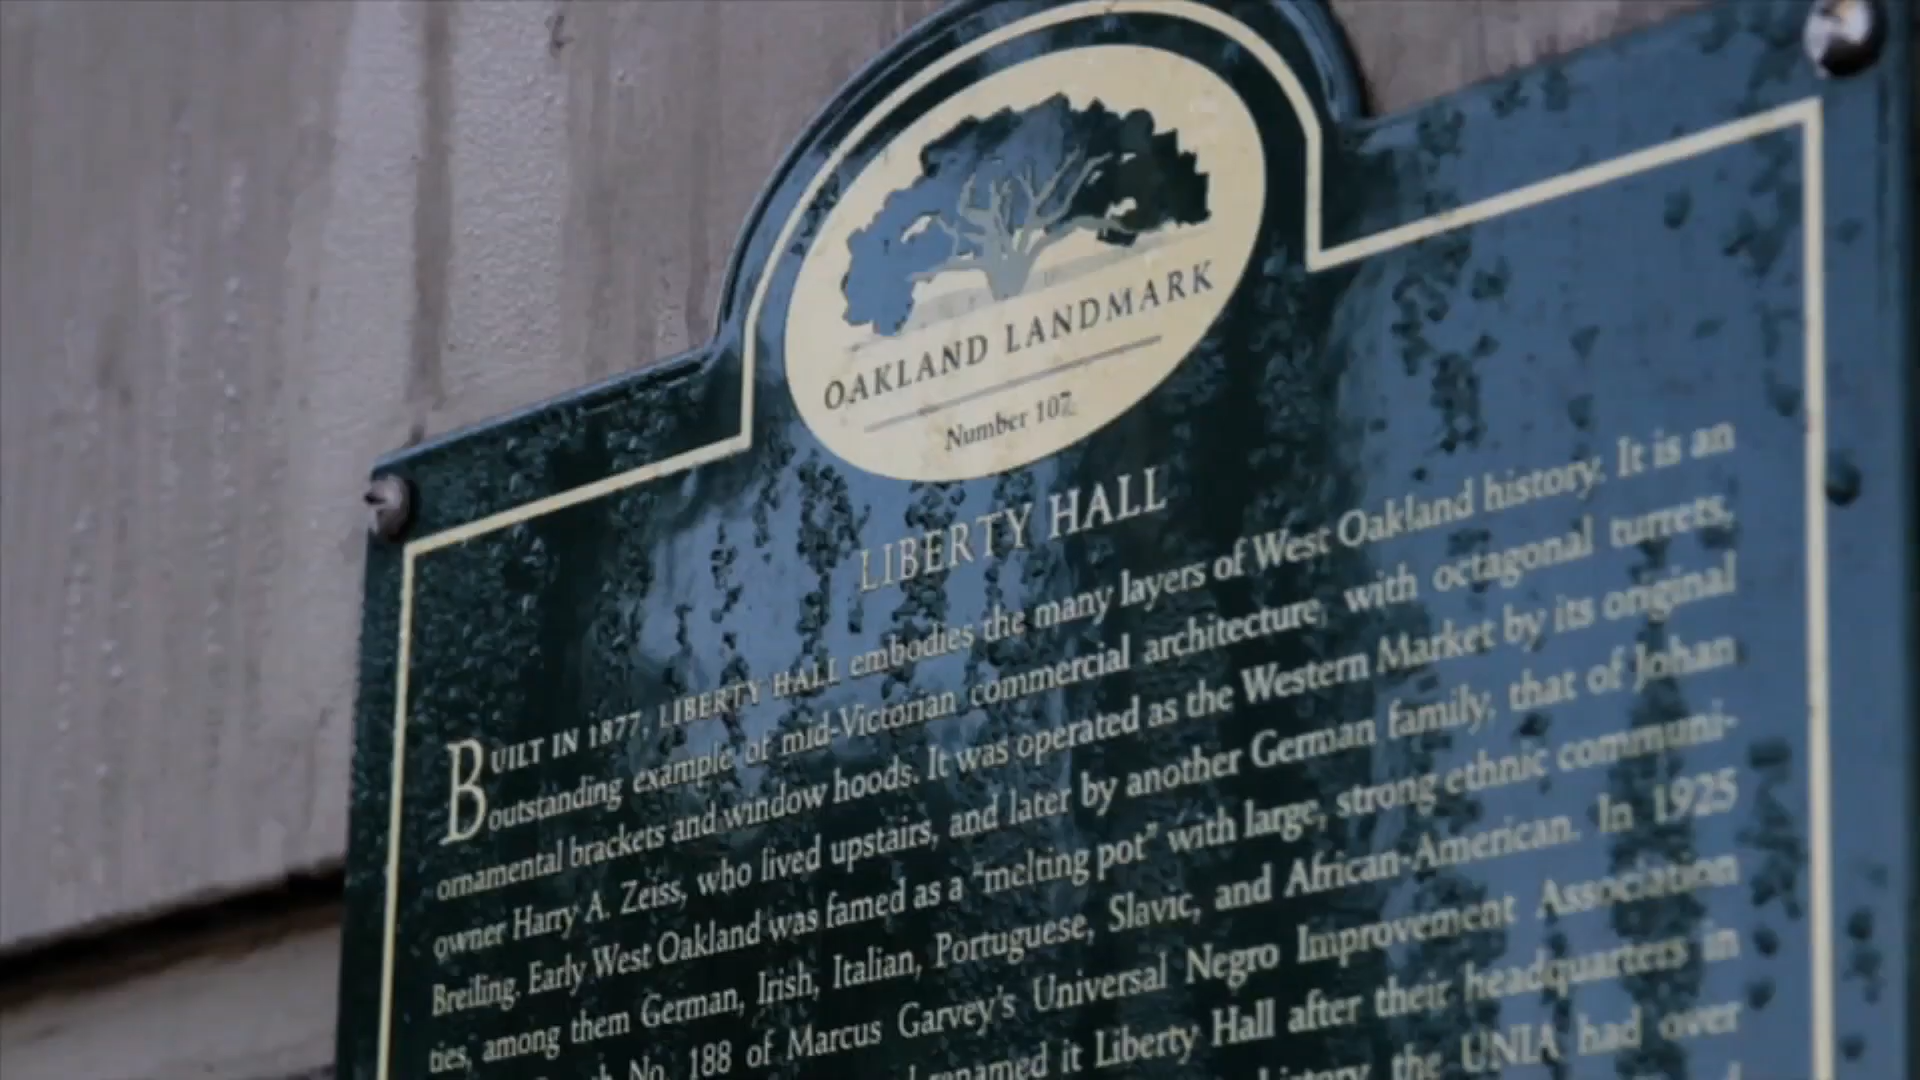 OAKLAND LANDMARK
Number 107
LIBERTY HALL
BUILT IN 1877, LIBERTY HALL embodies the many layers of West Oakland history. It is an
outstanding example of mid-Victorian commercial architecture, with octagonal turrets,
ornamental brackets and window hoods. It was operated as the Western Market by its original
owner Harry A. Zeiss, who lived upstairs, and later by another German family, that of Johan
Breiling. Early West Oakland was famed as a "melting pot" with large, strong ethnic communi-
ties, among them German, Irish, Italian, Portuguese, Slavic, and African-American. In 1925
No. 188 of Marcus Garvey's Universal Negro Improvement Association
renamed it Liberty Hall after their headquarters in
history, the UNIA had over